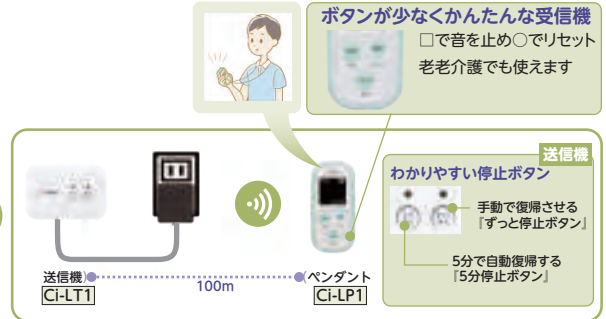 ボタンが少なくかんたんな受信機
□で音を止め○でリセット
老老介護でも使えます
送信機
わかりやすい停止ボタン
手動で復帰させる
『ずっと停止ボタン』
5分で自動復帰する
『5分停止ボタン』
送信機
Ci-LT1
100m
ペンダント
Ci-LP1